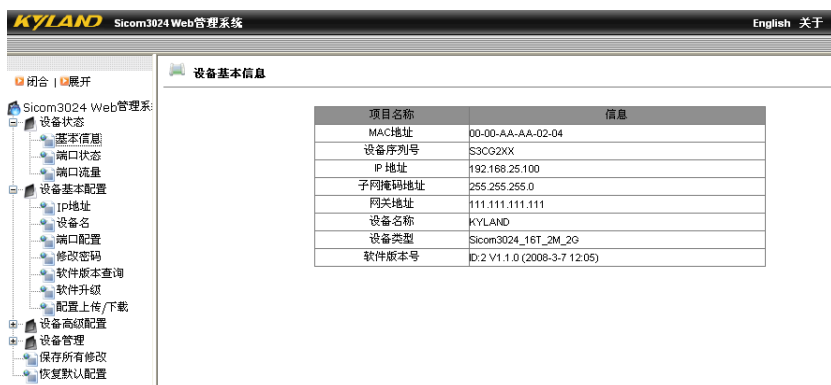 KYLAND Sicom3024 Web管理系统 English 关于
闭合 | 展开
Sicom3024 Web管理系
设备状态
基本信息
端口状态
端口流量
设备基本配置
IP地址
设备名
端口配置
修改密码
软件版本查询
软件升级
配置上传/下载
设备高级配置
设备管理
保存所有修改
恢复默认配置
设备基本信息
项目名称 信息
MAC地址 00-00-AA-AA-02-04
设备序列号 S3CG2XX
IP地址 192.168.25.100
子网掩码地址 255.255.255.0
网关地址 111.111.111.111
设备名称 KYLAND
设备类型 Sicom3024_16T_2M_2G
软件版本号 ID:2 V1.1.0 (2008-3-7 12:05)